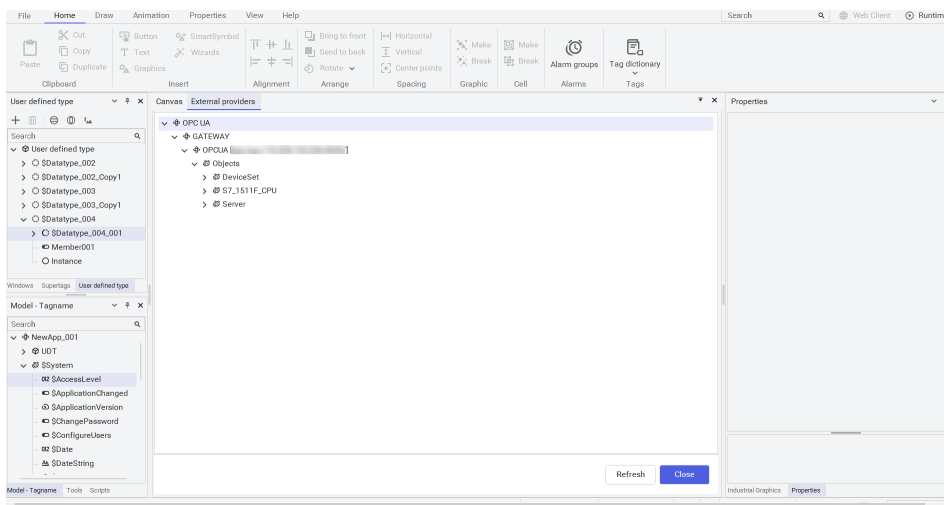 File Home Draw Animation Properties View Help Search Web Client Runtim
Paste
Cut
Copy
Duplicate
Clipboard
Button
Text
Graphics
SmartSymbol
Wizards
Insert
Alignment
Bring to front
Send to back
Rotate
Arrange
Horizontal
Vertical
Center points
Spacing
Make
Break
Graphic
Make
Break
Cell
Alarm groups
Alarms
Tag dictionary
Tags
User defined type
Search
User defined type
$Datatype_002
$Datatype_002_Copy1
$Datatype_003
$Datatype_003_Copy1
$Datatype_004
$Datatype_004_001
Member001
Instance
Windows Supertags User defined type
Model - Tagname
Search
NewApp_001
UDT
$System
$AccessLevel
$ApplicationChanged
$ApplicationVersion
$ChangePassword
$ConfigureUsers
$Date
$DateString
Model - Tagname Tools Scripts
Canvas External providers
OPC UA
GATEWAY
OPCUA
Objects
DeviceSet
S7_1511F_CPU
Server
Refresh Close
Properties
Industrial Graphics Properties